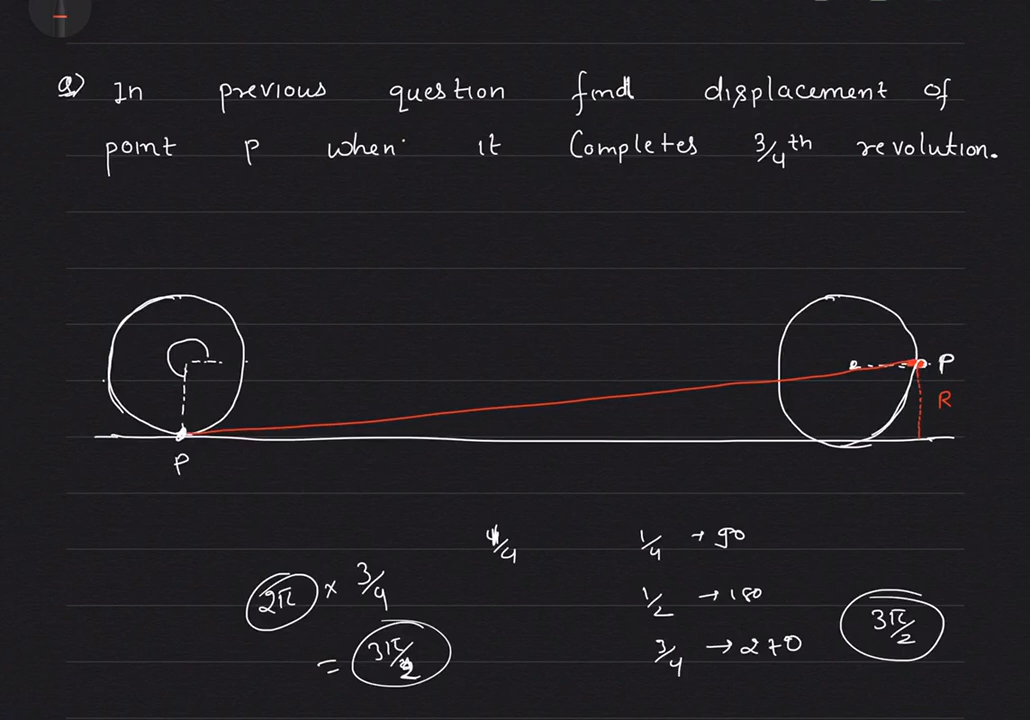 Q) In previous question find displacement of
point P when it Completes 3/4th revolution.
P
R
P
4/4
1/4 → 90
2π × 3/4
1/2 → 180
3π/2
= 3π/2
3/4 → 270